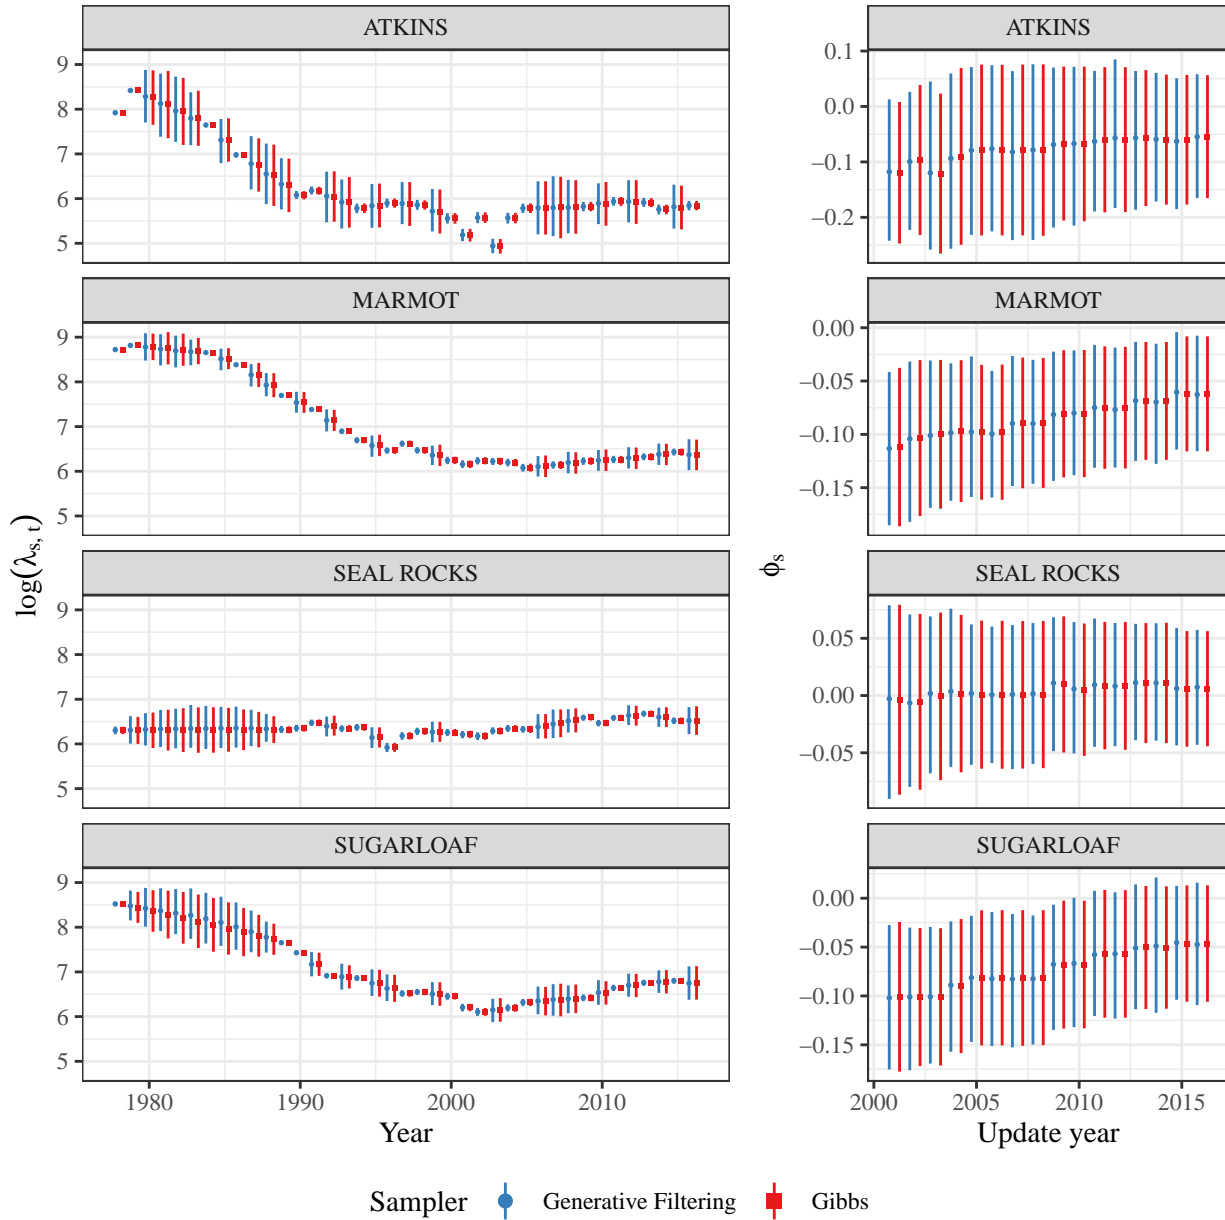 ATKINS
9
8
7
6
5
MARMOT
9
8
7
6
5
SEAL ROCKS
9
8
7
6
5
SUGARLOAF
9
8
7
6
5
1980 1990 2000 2010
Year
log(λs, t)
ATKINS
0.1
0.0
−0.1
−0.2
MARMOT
0.00
−0.05
−0.10
−0.15
SEAL ROCKS
0.05
0.00
−0.05
SUGARLOAF
0.00
−0.05
−0.10
−0.15
2000 2005 2010 2015
Update year
ϕs
Sampler Generative Filtering Gibbs